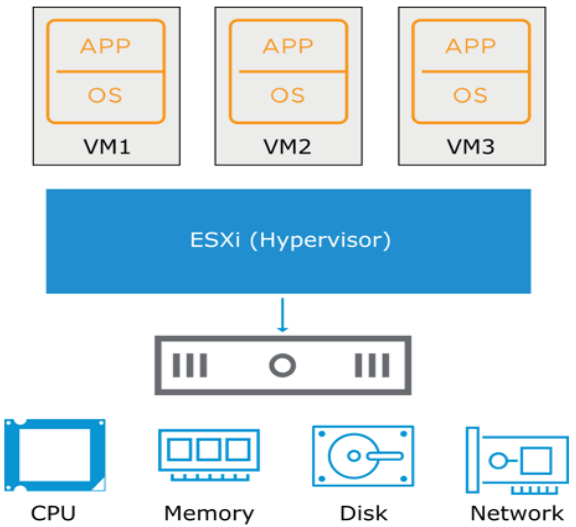 APP APP APP
OS OS OS
VM1 VM2 VM3
ESXi (Hypervisor)
CPU Memory Disk Network